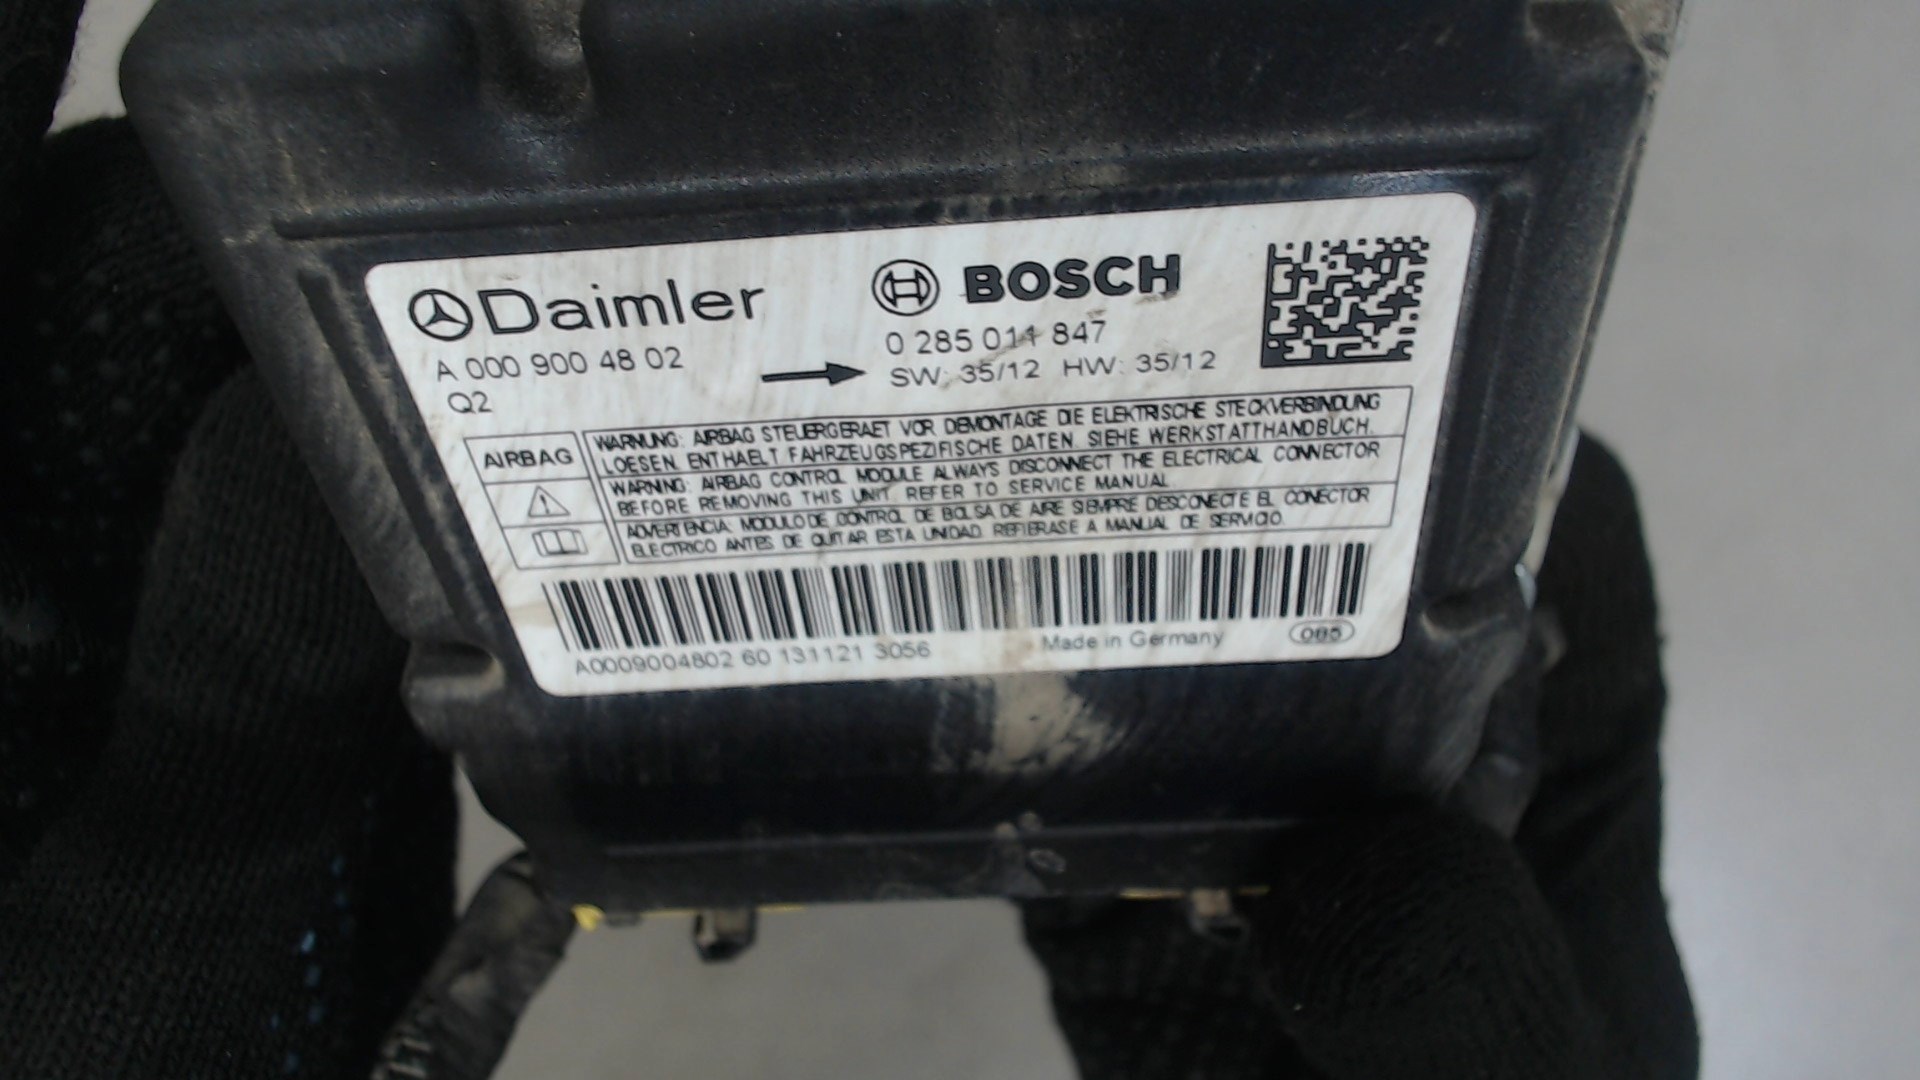 Daimler
A 000 900 48 02
Q2
BOSCH
0 285 011 847
SW: 35/12 HW: 35/12
AIRBAG
WARNUNG: AIRBAG STEUERGERAET VOR DEMONTAGE DIE ELEKTRISCHE STECKVERBINDUNG
LOESEN. ENTHAELT FAHRZEUGSPEZIFISCHE DATEN. SIEHE WERKSTATTHANDBUCH.
WARNING: AIRBAG CONTROL MODULE ALWAYS DISCONNECT THE ELECTRICAL CONNECTOR
BEFORE REMOVING THIS UNIT. REFER TO SERVICE MANUAL
ADVERTENCIA: MODULO DE CONTROL DE BOLSA DE AIRE SIEMPRE DESCONECTE EL CONECTOR
ELECTRICO ANTES DE QUITAR ESTA UNIDAD. REFIERASE A MANUAL DE SERVICIO.
A0009004802 60 131121 3056
Made in Germany
085